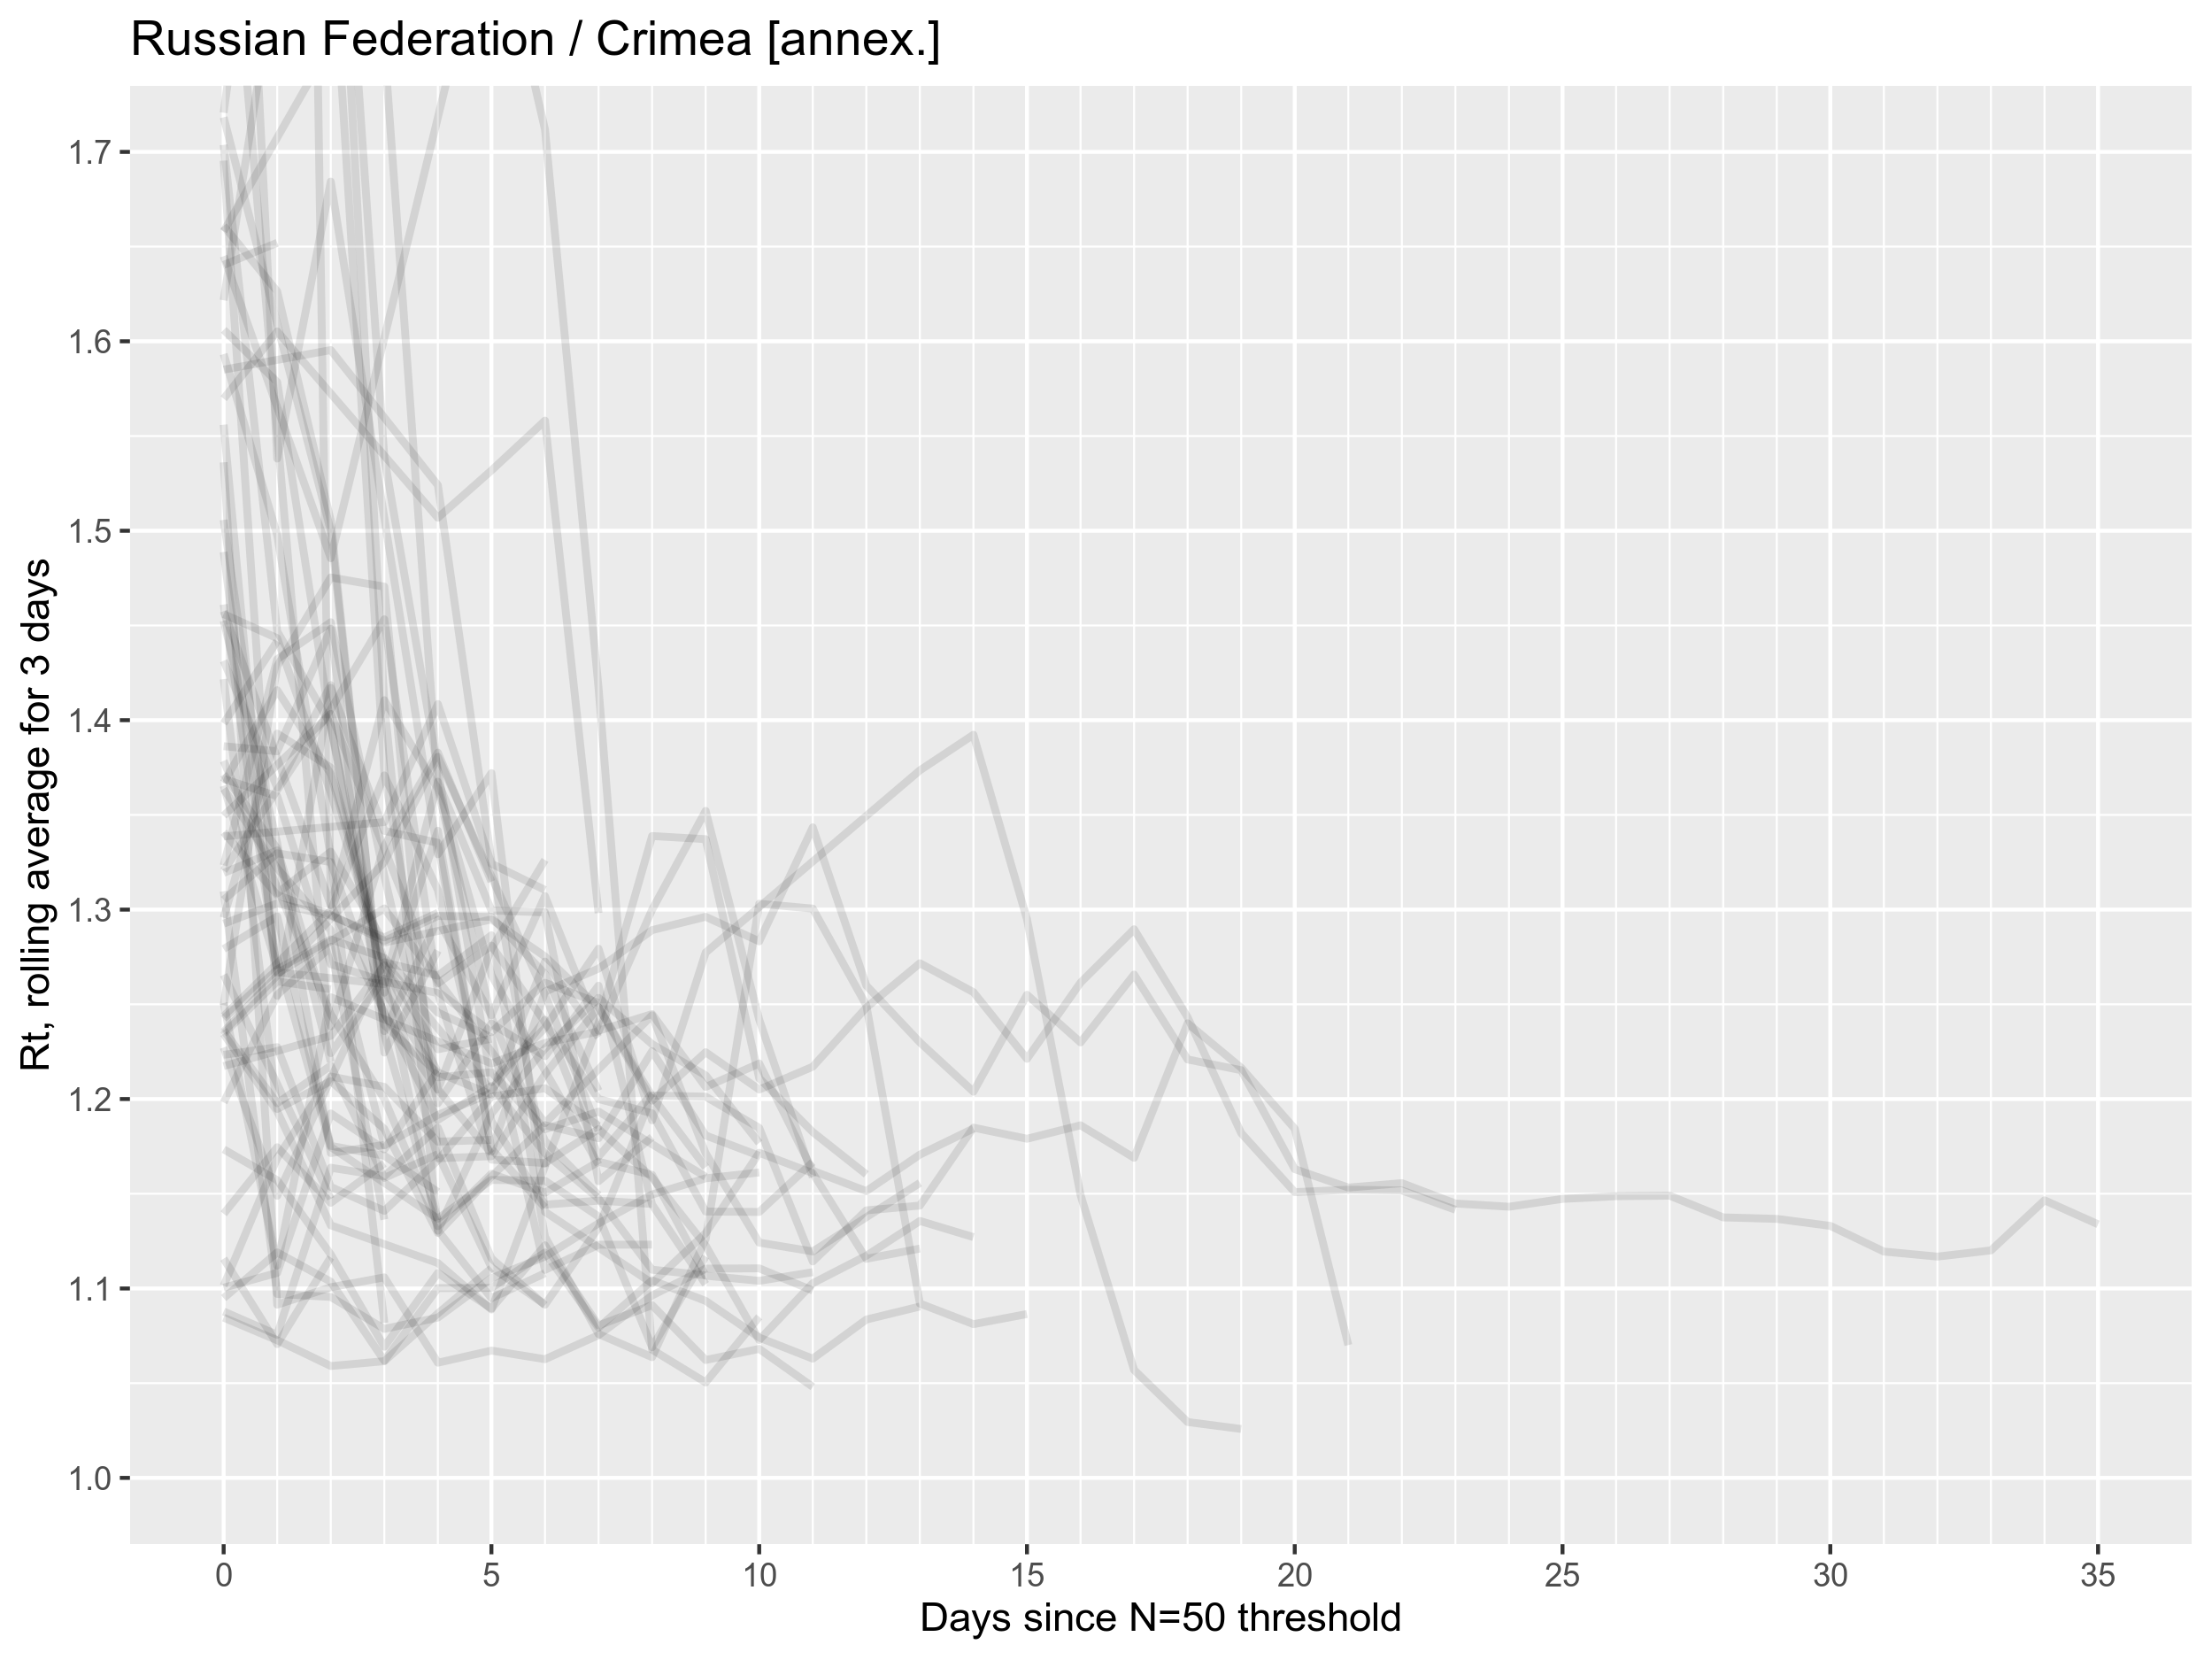 Russian Federation / Crimea [annex.]
Rt, rolling average for 3 days
1.7
1.6
1.5
1.4
1.3
1.2
1.1
1.0
0 5 10 15 20 25 30 35
Days since N=50 threshold